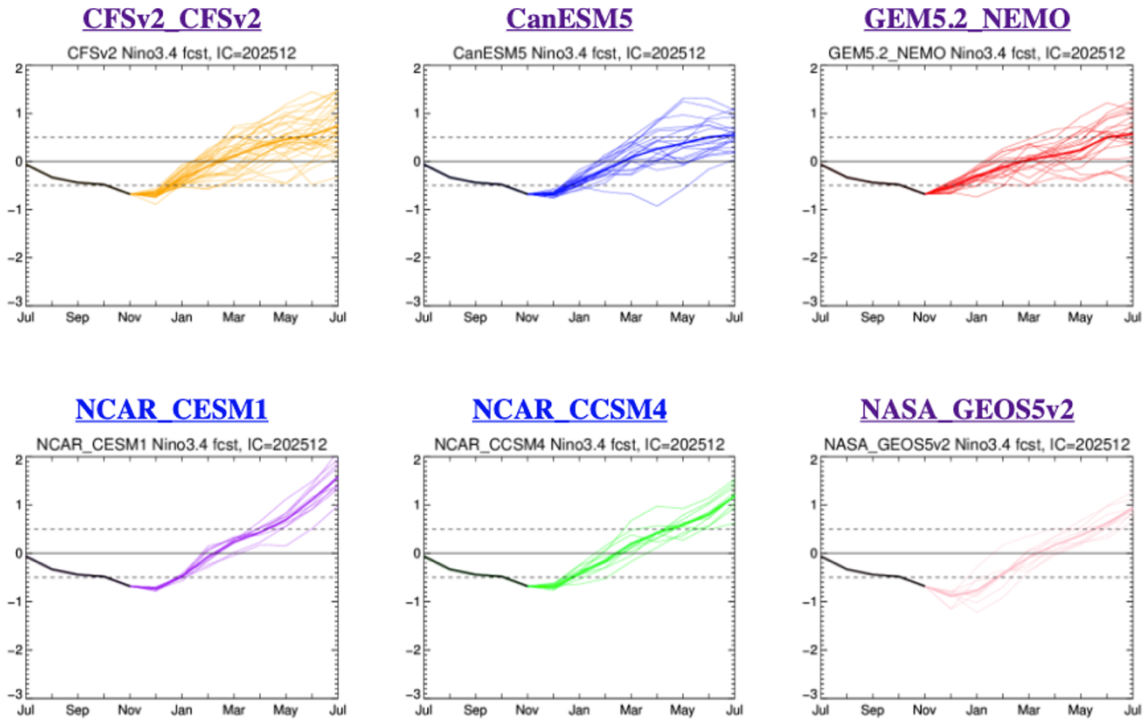 CFSv2_CFSv2 CanESM5 GEM5.2_NEMO
CFSv2 Nino3.4 fcst, IC=202512 CanESM5 Nino3.4 fcst, IC=202512 GEM5.2_NEMO Nino3.4 fcst, IC=202512
2 2 2
1 1 1
0 0 0
−1 −1 −1
−2 −2 −2
−3 −3 −3
Jul Sep Nov Jan Mar May Jul Jul Sep Nov Jan Mar May Jul Jul Sep Nov Jan Mar May Jul
NCAR_CESM1 NCAR_CCSM4 NASA_GEOS5v2
NCAR_CESM1 Nino3.4 fcst, IC=202512 NCAR_CCSM4 Nino3.4 fcst, IC=202512 NASA_GEOS5v2 Nino3.4 fcst, IC=202512
2 2 2
1 1 1
0 0 0
−1 −1 −1
−2 −2 −2
−3 −3 −3
Jul Sep Nov Jan Mar May Jul Jul Sep Nov Jan Mar May Jul Jul Sep Nov Jan Mar May Jul